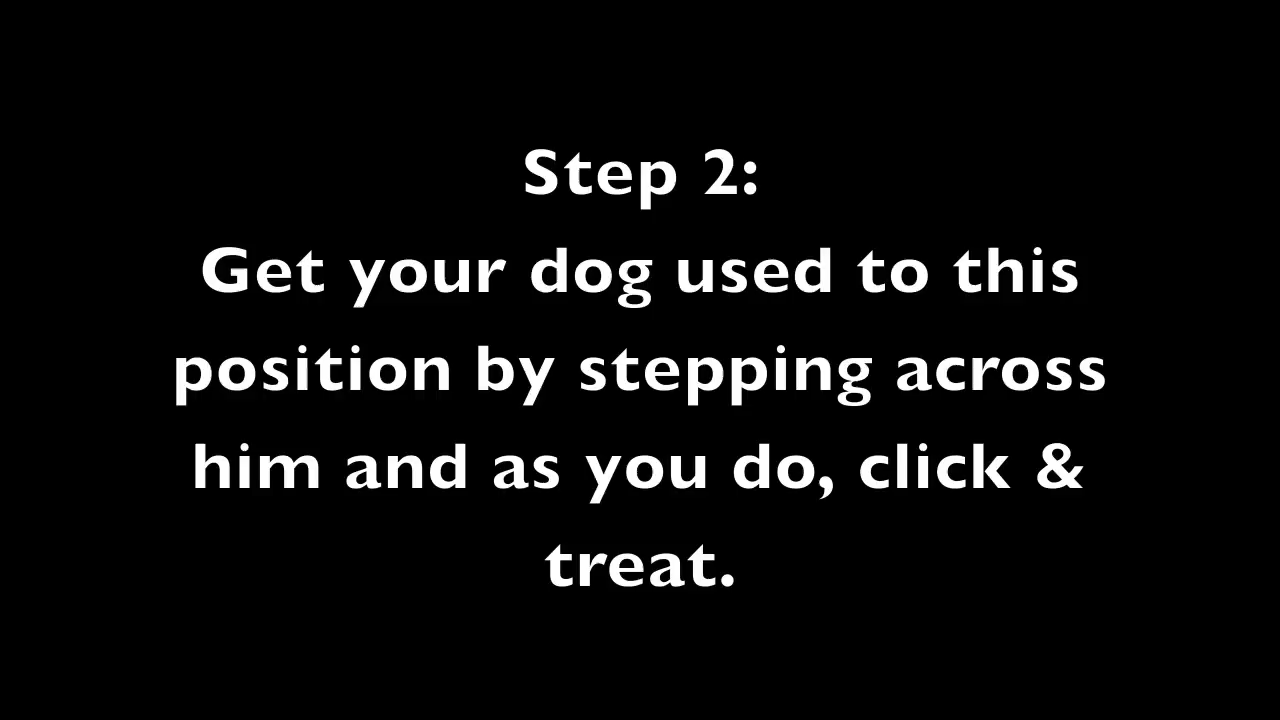 Step 2:
Get your dog used to this
position by stepping across
him and as you do, click &
treat.